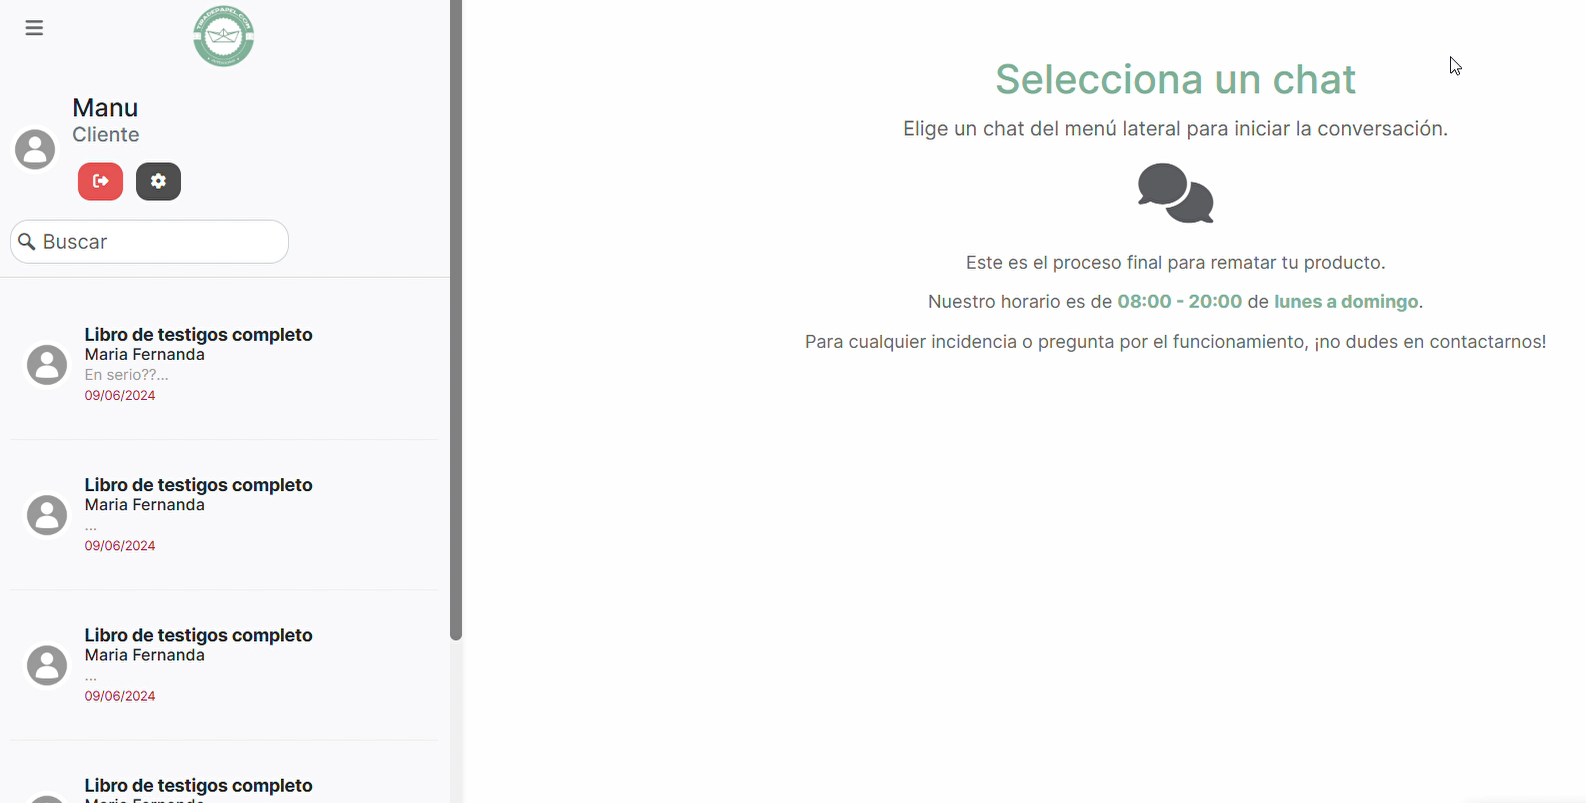 TRADEPAPEL.COM
Manu
Cliente
Buscar
Libro de testigos completo
Maria Fernanda
En serio??...
09/06/2024
Libro de testigos completo
Maria Fernanda
...
09/06/2024
Libro de testigos completo
Maria Fernanda
...
09/06/2024
Libro de testigos completo
Maria Fernanda
Selecciona un chat
Elige un chat del menú lateral para iniciar la conversación.
Este es el proceso final para rematar tu producto.
Nuestro horario es de 08:00 - 20:00 de lunes a domingo.
Para cualquier incidencia o pregunta por el funcionamiento, ¡no dudes en contactarnos!